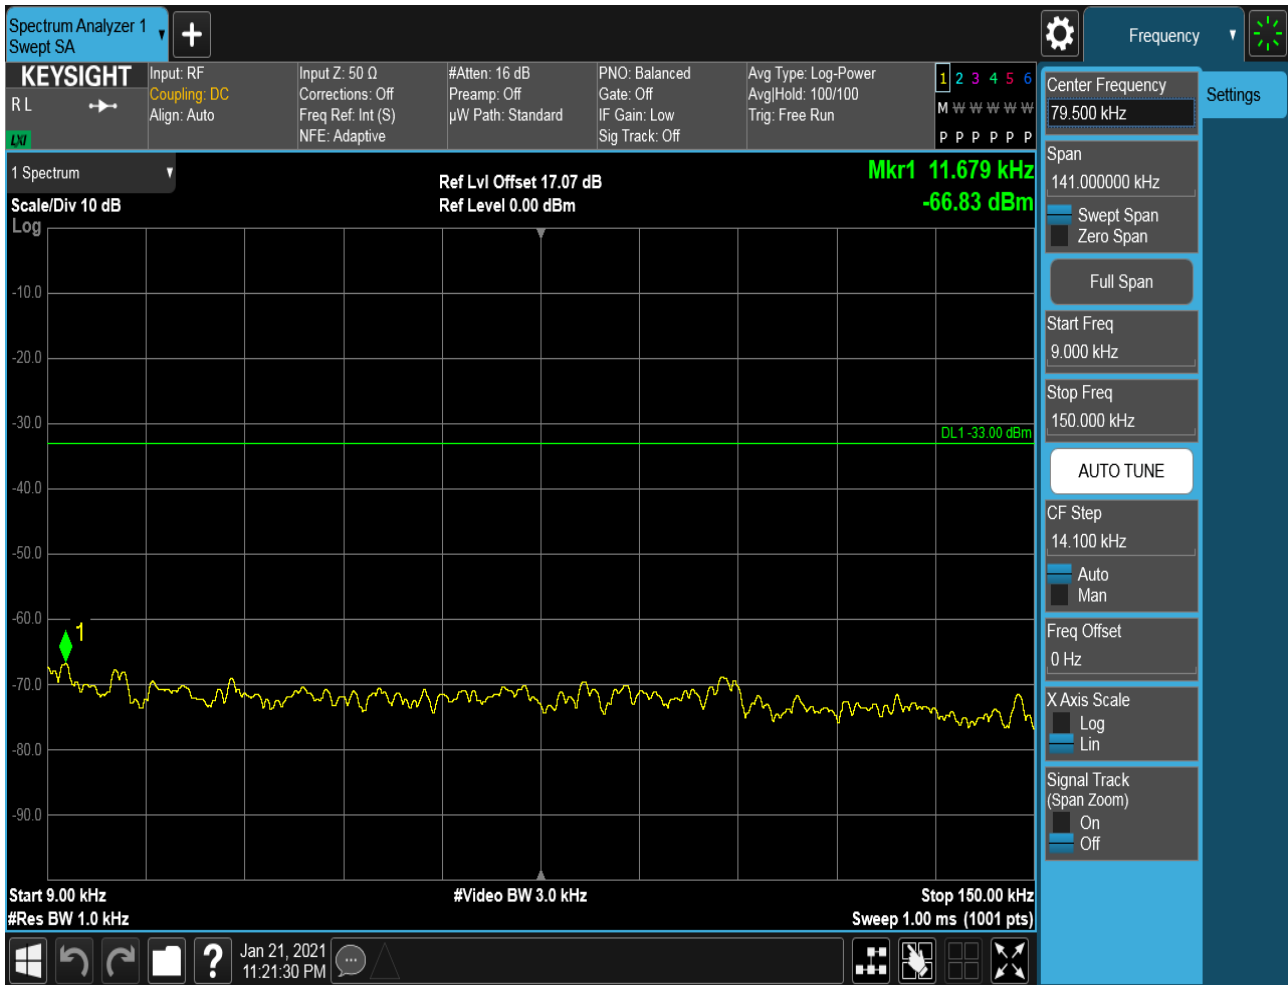 Spectrum Analyzer 1
Swept SA
+
Frequency
KEYSIGHT
R L
LXI
Input: RF
Coupling: DC
Align: Auto
Input Z: 50 Ω
Corrections: Off
Freq Ref: Int (S)
NFE: Adaptive
#Atten: 16 dB
Preamp: Off
µW Path: Standard
PNO: Balanced
Gate: Off
IF Gain: Low
Sig Track: Off
Avg Type: Log-Power
Avg|Hold: 100/100
Trig: Free Run
1 2 3 4 5 6
M W W W W W
P P P P P P
1 Spectrum
Scale/Div 10 dB
Log
Ref Lvl Offset 17.07 dB
Ref Level 0.00 dBm
Mkr1 11.679 kHz
-66.83 dBm
-10.0
-20.0
-30.0
DL1 -33.00 dBm
-40.0
-50.0
-60.0
1
-70.0
-80.0
-90.0
Start 9.00 kHz
#Res BW 1.0 kHz
#Video BW 3.0 kHz
Stop 150.00 kHz
Sweep 1.00 ms (1001 pts)
Center Frequency
79.500 kHz
Settings
Span
141.000000 kHz
Swept Span
Zero Span
Full Span
Start Freq
9.000 kHz
Stop Freq
150.000 kHz
AUTO TUNE
CF Step
14.100 kHz
Auto
Man
Freq Offset
0 Hz
X Axis Scale
Log
Lin
Signal Track
(Span Zoom)
On
Off
?
Jan 21, 2021
11:21:30 PM